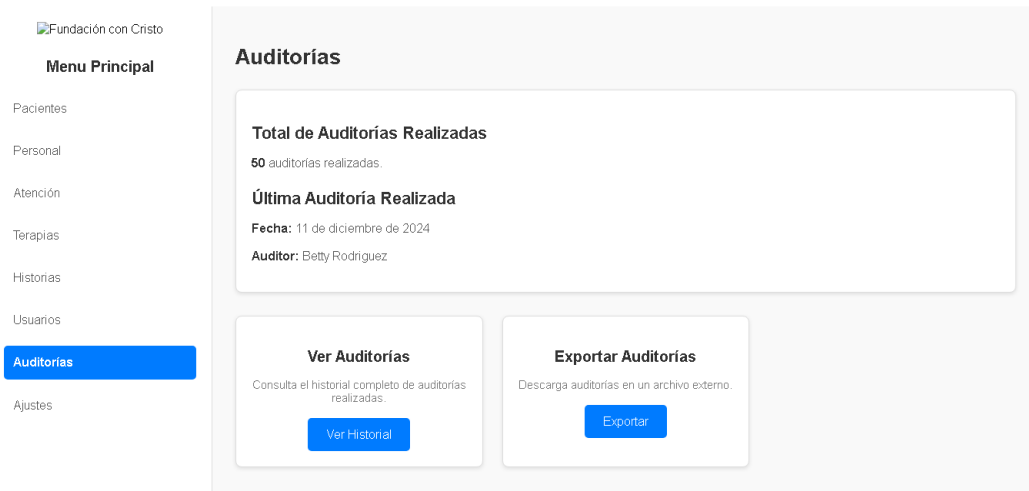 Fundación con Cristo
Menu Principal
Pacientes
Personal
Atención
Terapias
Historias
Usuarios
Auditorías
Ajustes
Auditorías
Total de Auditorías Realizadas
50 auditorías realizadas.
Última Auditoría Realizada
Fecha: 11 de diciembre de 2024
Auditor: Betty Rodriguez
Ver Auditorías
Consulta el historial completo de auditorías
realizadas.
Ver Historial
Exportar Auditorías
Descarga auditorías en un archivo externo.
Exportar